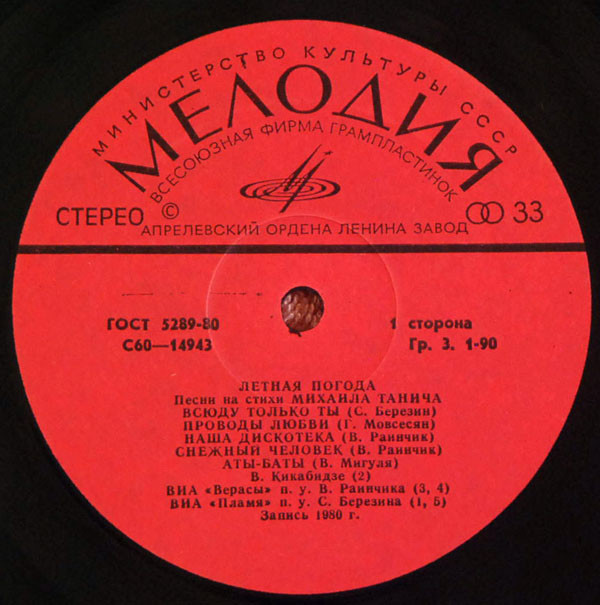 МИНИСТЕРСТВО КУЛЬТУРЫ СССР
МЕЛОДИЯ
ВСЕСОЮЗНАЯ ФИРМА ГРАМПЛАСТИНОК
СТЕРЕО © 33
АПРЕЛЕВСКИЙ ОРДЕНА ЛЕНИНА ЗАВОД
ГОСТ 5289-80 1 сторона
С60—14943 Гр. 3. 1-90
ЛЕТНАЯ ПОГОДА
Песни на стихи МИХАИЛА ТАНИЧА
ВСЮДУ ТОЛЬКО ТЫ (С. Березин)
ПРОВОДЫ ЛЮБВИ (Г. Мовсесян)
НАША ДИСКОТЕКА (В. Раинчик)
СНЕЖНЫЙ ЧЕЛОВЕК (В. Раинчик)
АТЫ-БАТЫ (В. Мигуля)
В. Кикабидзе (2)
ВИА «Верасы» п. у. В. Раинчика (3, 4)
ВИА «Пламя» п. у. С. Березина (1, 5)
Запись 1980 г.